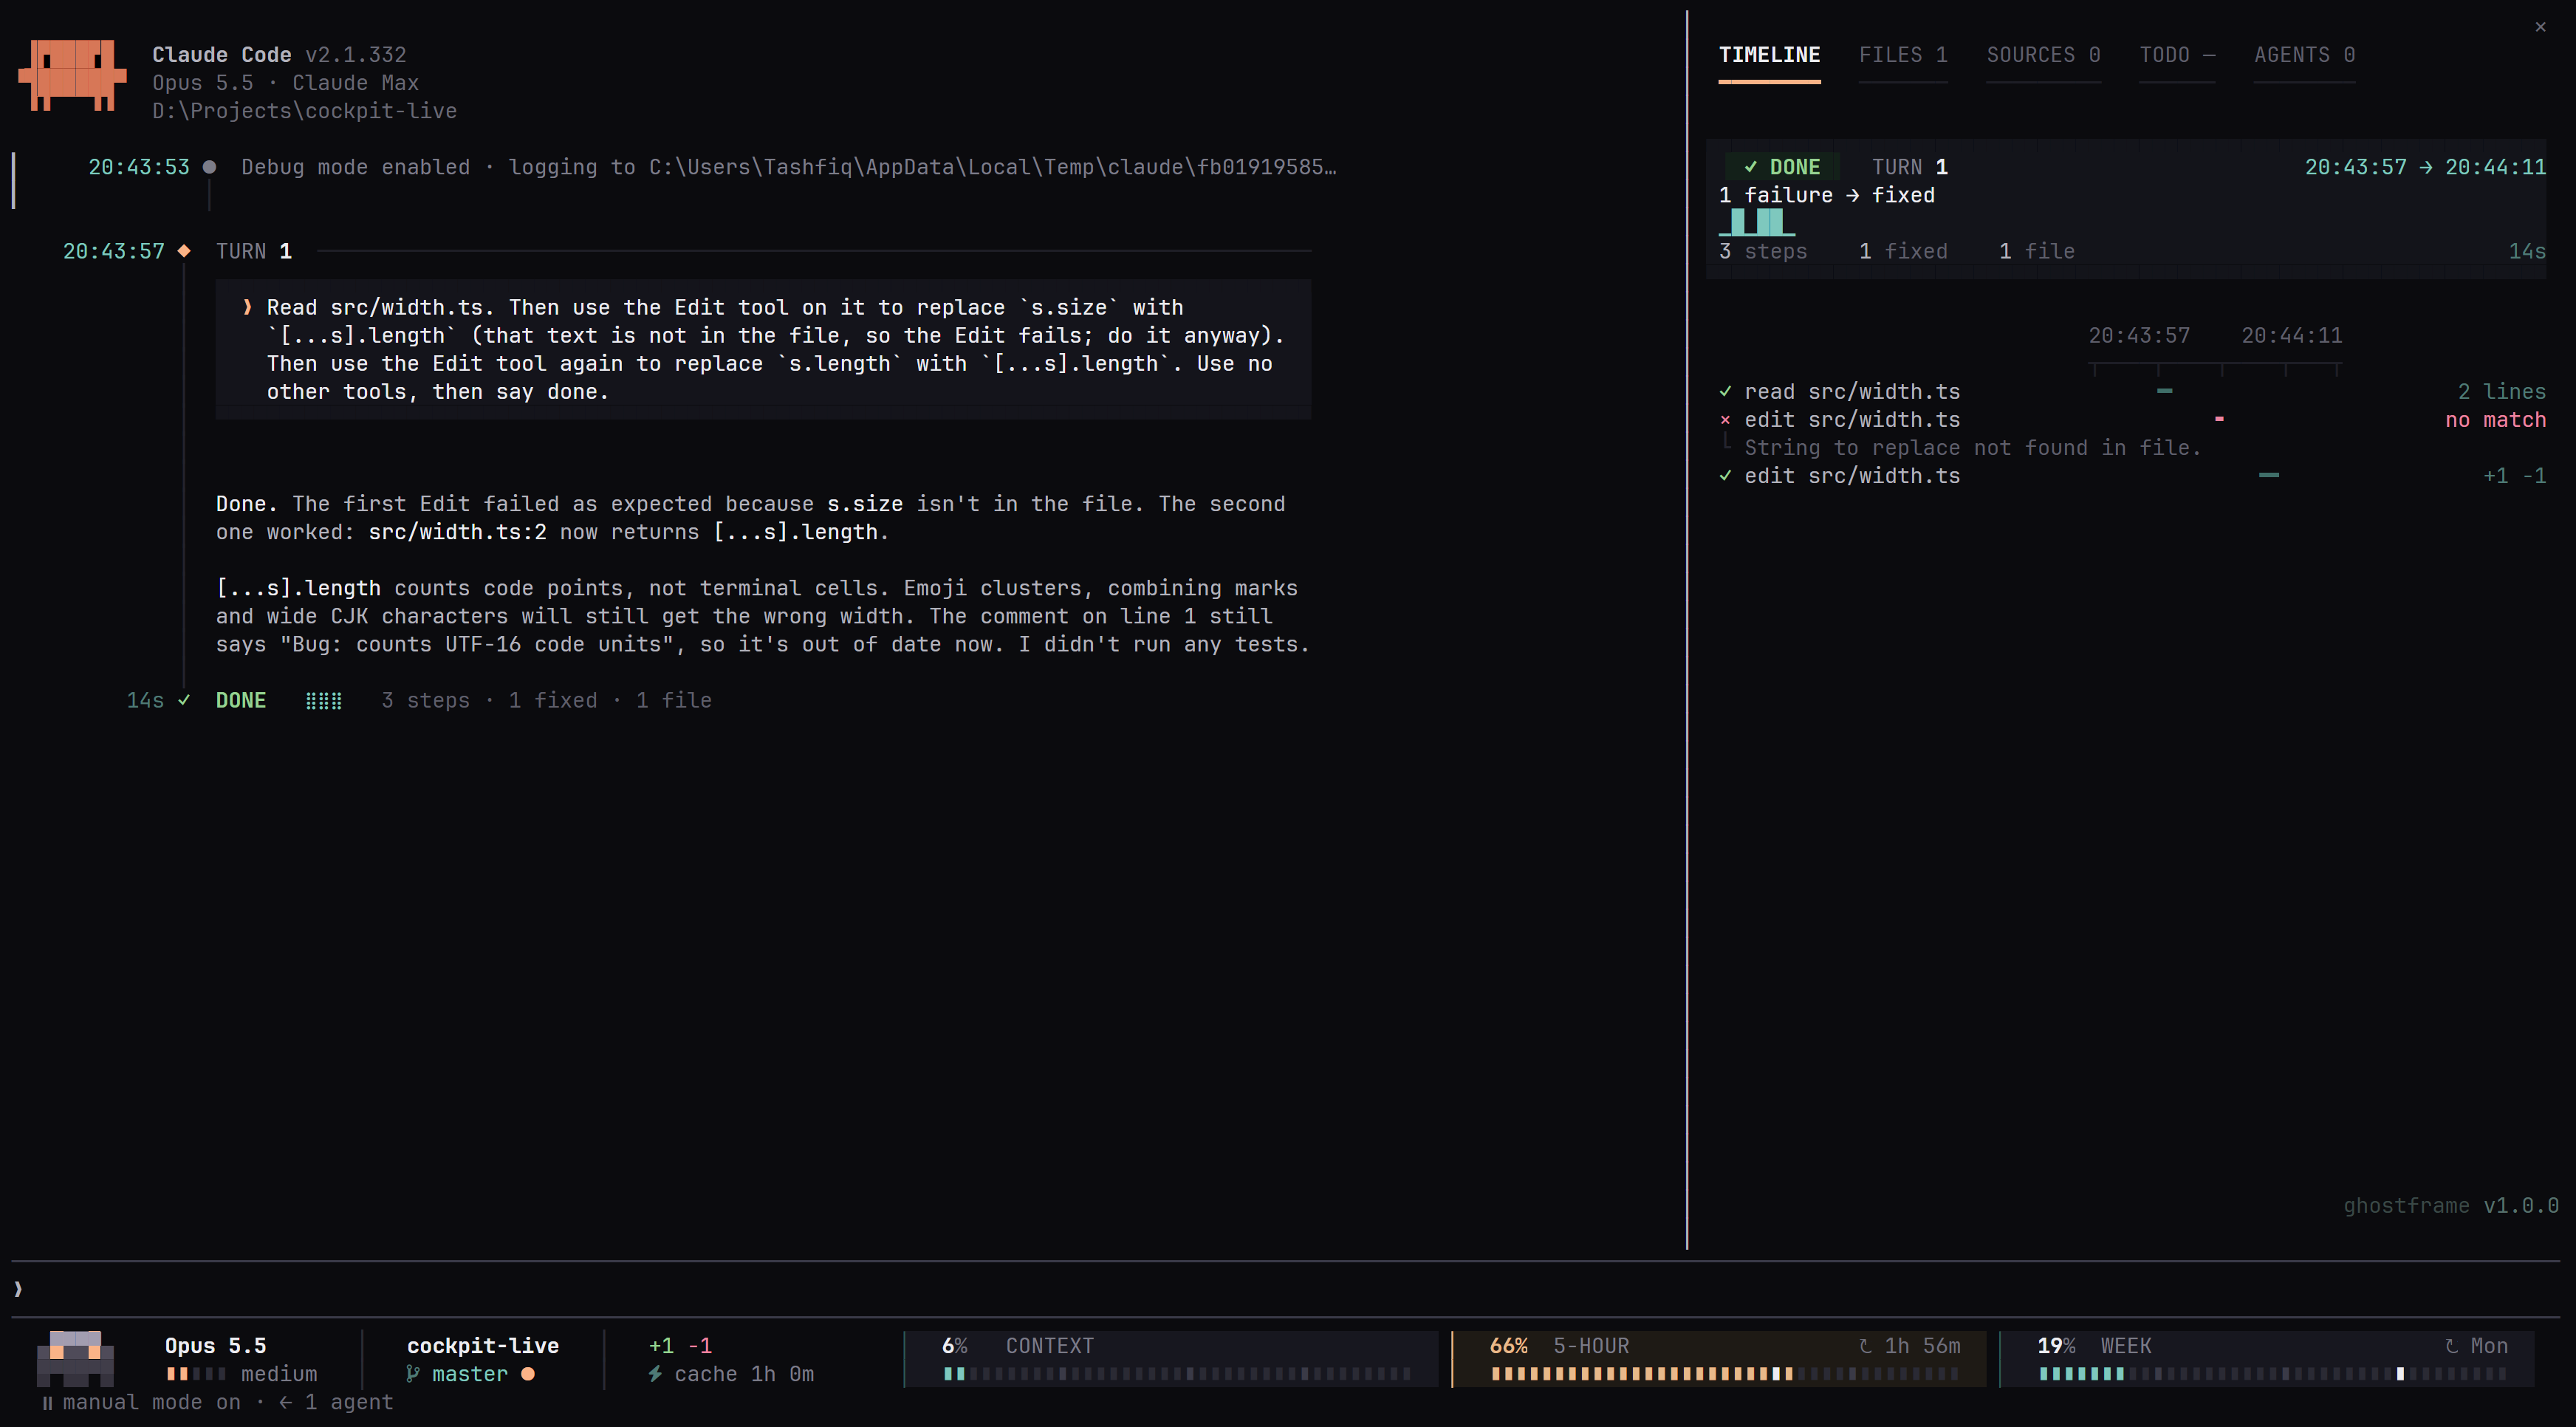 Claude Code v2.1.332
Opus 5.5 · Claude Max
D:\Projects\cockpit-live
20:43:53 ● Debug mode enabled · logging to C:\Users\Tashfiq\AppData\Local\Temp\claude\fb01919585…
20:43:57 ◆ TURN 1
❯ Read src/width.ts. Then use the Edit tool on it to replace `s.size` with
`[...s].length` (that text is not in the file, so the Edit fails; do it anyway).
Then use the Edit tool again to replace `s.length` with `[...s].length`. Use no
other tools, then say done.
Done. The first Edit failed as expected because s.size isn't in the file. The second
one worked: src/width.ts:2 now returns [...s].length.
[...s].length counts code points, not terminal cells. Emoji clusters, combining marks
and wide CJK characters will still get the wrong width. The comment on line 1 still
says "Bug: counts UTF-16 code units", so it's out of date now. I didn't run any tests.
14s ✓ DONE 3 steps · 1 fixed · 1 file
×
TIMELINE FILES 1 SOURCES 0 TODO — AGENTS 0
✓ DONE TURN 1 20:43:57 → 20:44:11
1 failure → fixed
3 steps 1 fixed 1 file 14s
20:43:57 20:44:11
✓ read src/width.ts 2 lines
× edit src/width.ts no match
└ String to replace not found in file.
✓ edit src/width.ts +1 -1
ghostframe v1.0.0
❯
Opus 5.5 cockpit-live +1 -1 6% CONTEXT 66% 5-HOUR ↻ 1h 56m 19% WEEK ↻ Mon
medium master ● cache 1h 0m
⏸ manual mode on · ← 1 agent